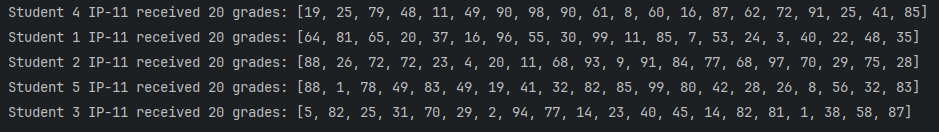 Student 4 IP-11 received 20 grades: [19, 25, 79, 48, 11, 49, 90, 98, 90, 61, 8, 60, 16, 87, 62, 72, 91, 25, 41, 85]
Student 1 IP-11 received 20 grades: [64, 81, 65, 20, 37, 16, 96, 55, 30, 99, 11, 85, 7, 53, 24, 3, 40, 22, 48, 35]
Student 2 IP-11 received 20 grades: [88, 26, 72, 72, 23, 4, 20, 11, 68, 93, 9, 91, 84, 77, 68, 97, 70, 29, 75, 28]
Student 5 IP-11 received 20 grades: [88, 1, 78, 49, 83, 49, 19, 41, 32, 82, 85, 99, 80, 42, 28, 26, 8, 56, 32, 83]
Student 3 IP-11 received 20 grades: [5, 82, 25, 31, 70, 29, 2, 94, 77, 14, 23, 40, 45, 14, 82, 81, 1, 38, 58, 87]